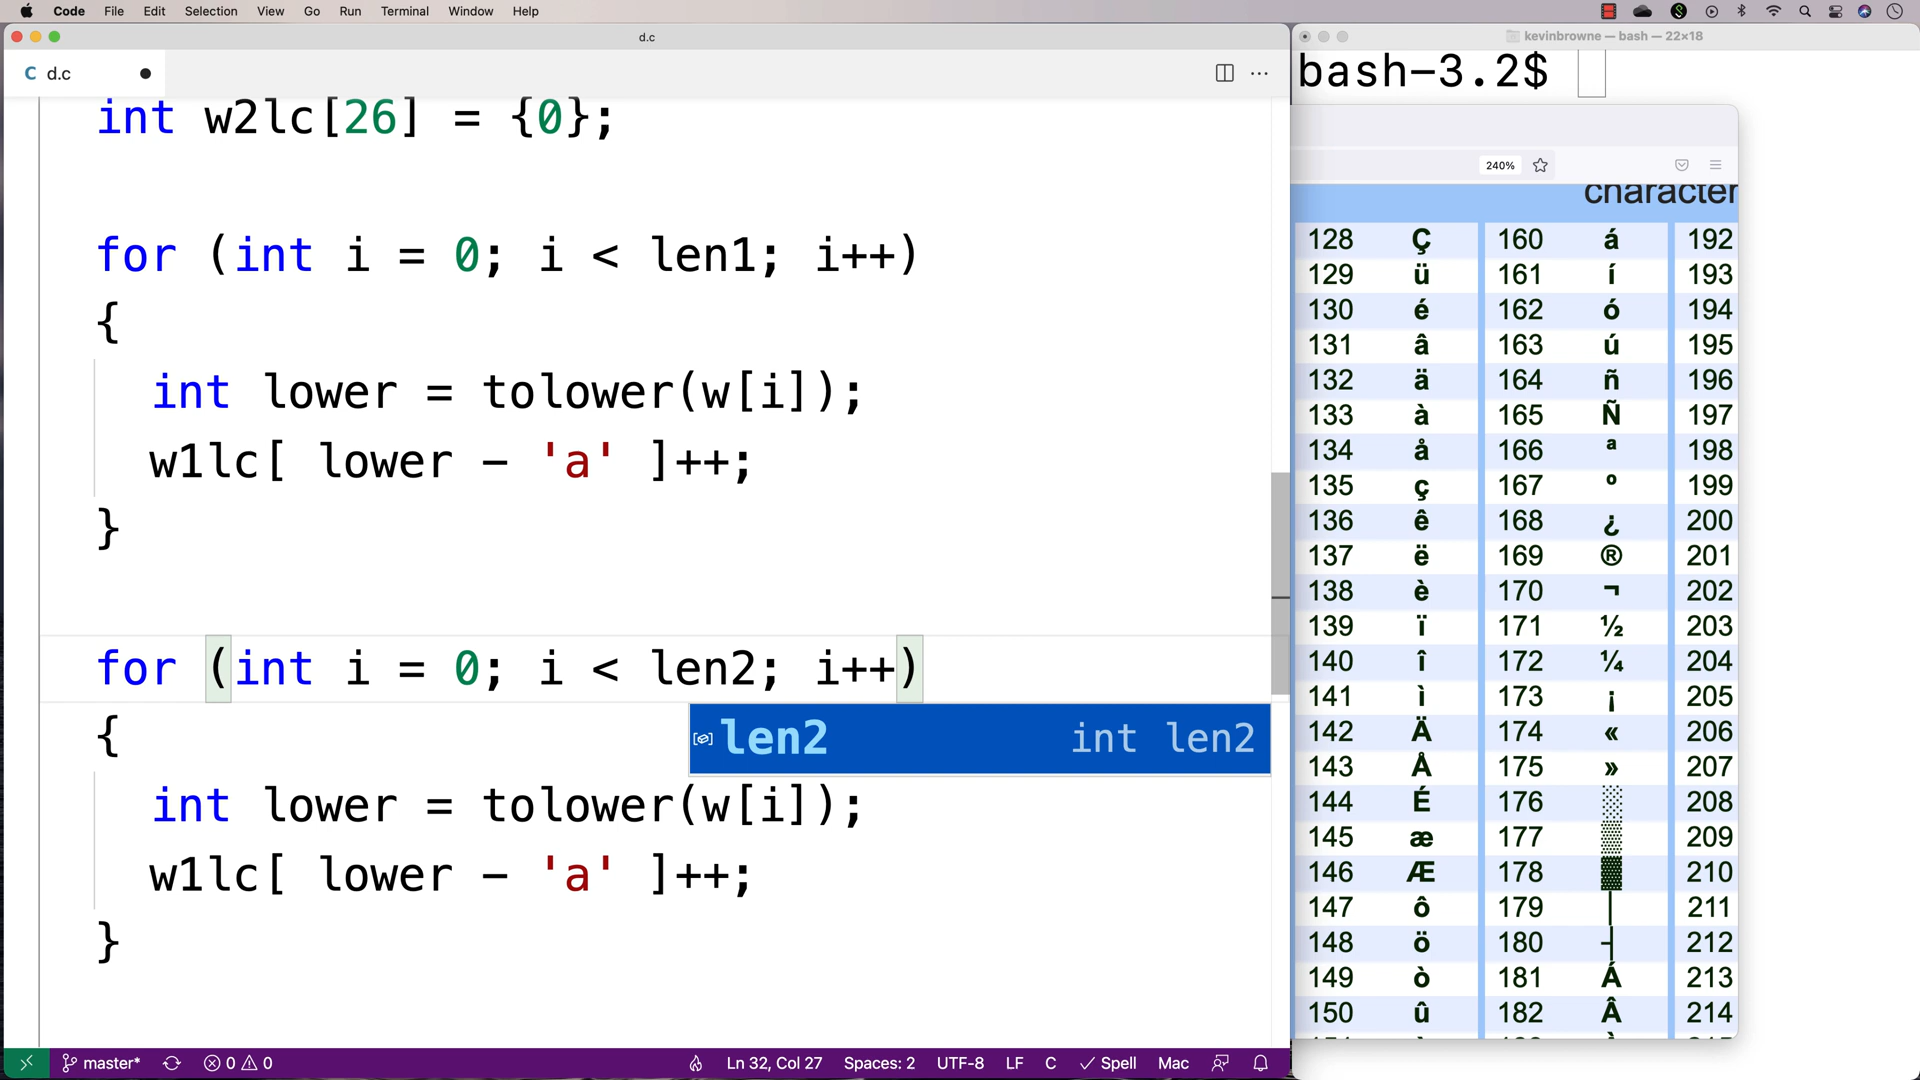 Code File Edit Selection View Go Run Terminal Window Help
d.c
C d.c
int w2lc[26] = {0};
for (int i = 0; i < len1; i++)
{
int lower = tolower(w[i]);
w1lc[ lower - 'a' ]++;
}
for (int i = 0; i < len2; i++)
len2 int len2
{
int lower = tolower(w[i]);
w1lc[ lower - 'a' ]++;
}
master* 0 0 Ln 32, Col 27 Spaces: 2 UTF-8 LF C Spell Mac
kevinbrowne — bash — 22×18
bash-3.2$
240%
character
128 Ç 160 á 192
129 ü 161 í 193
130 é 162 ó 194
131 â 163 ú 195
132 ä 164 ñ 196
133 à 165 Ñ 197
134 å 166 ª 198
135 ç 167 º 199
136 ê 168 ¿ 200
137 ë 169 ® 201
138 è 170 ¬ 202
139 ï 171 ½ 203
140 î 172 ¼ 204
141 ì 173 ¡ 205
142 Ä 174 « 206
143 Å 175 » 207
144 É 176 ░ 208
145 æ 177 ▒ 209
146 Æ 178 ▓ 210
147 ô 179 │ 211
148 ö 180 ┤ 212
149 ò 181 Á 213
150 û 182 Â 214